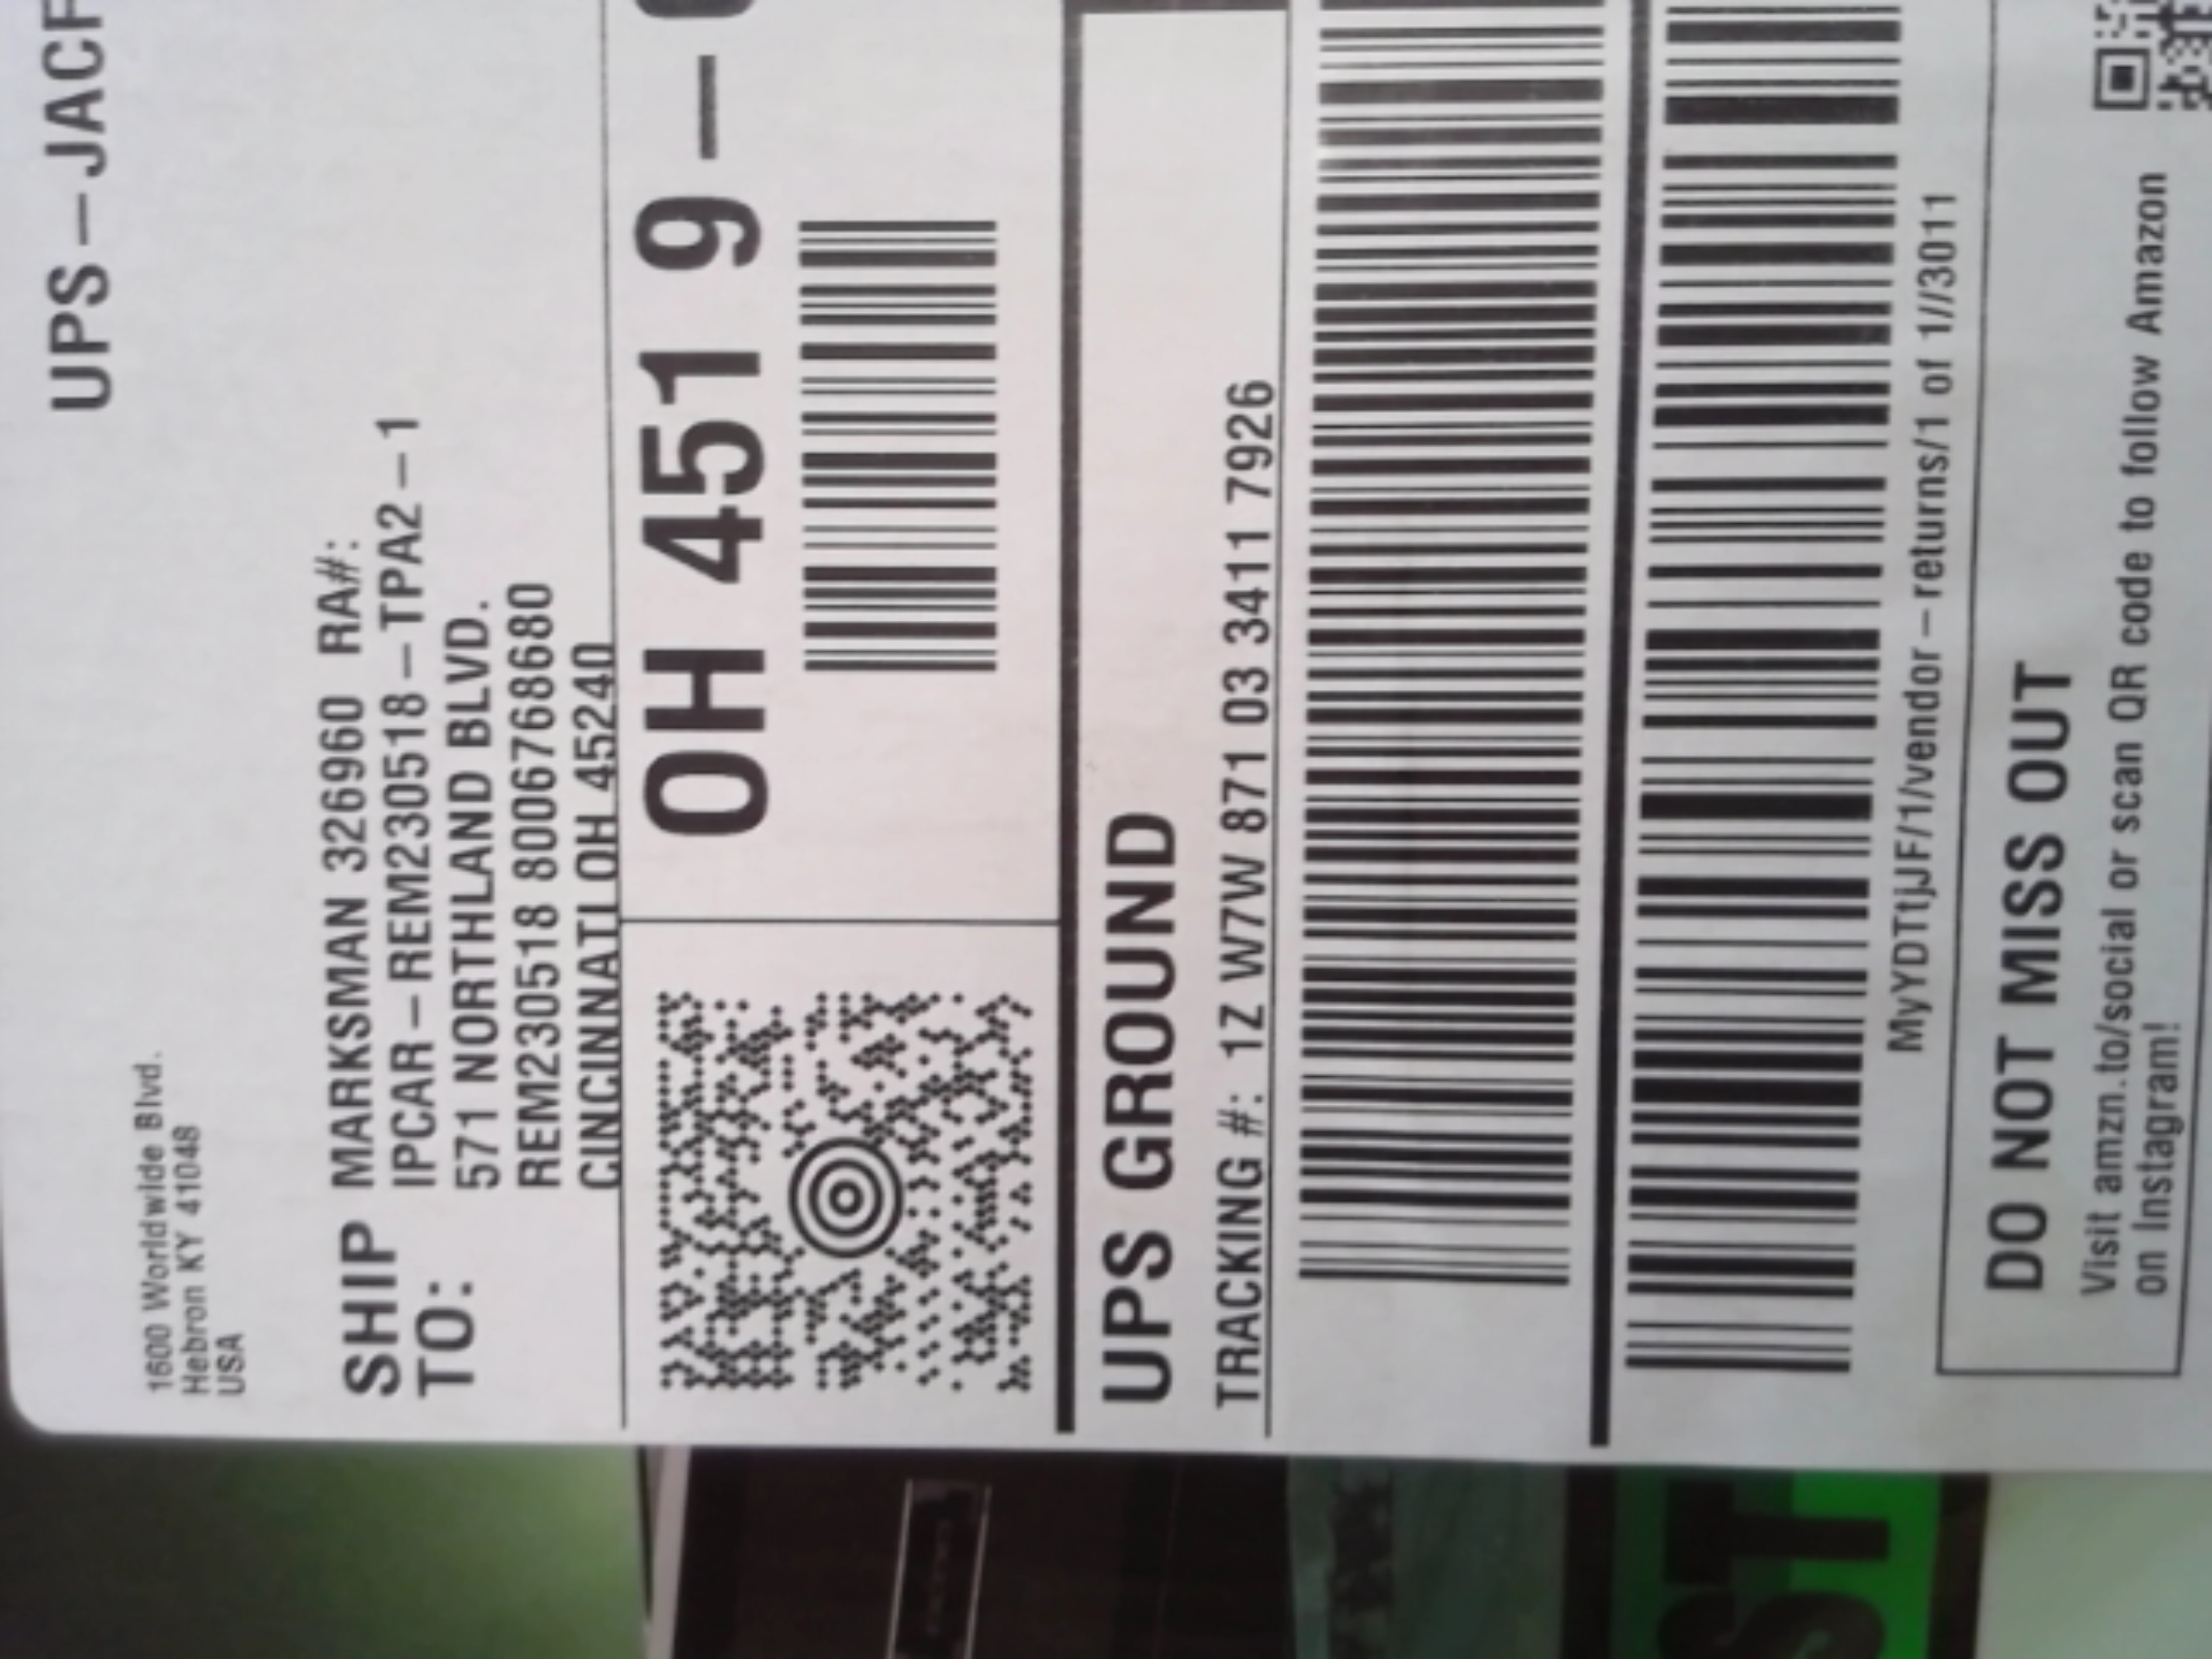 UPS-JACF
1600 Worldwide Blvd.
Hebron KY 41048
USA
SHIP TO:
MARKSMAN 326960 RA#:
IPCAR-REM230518-TPA2-1
571 NORTHLAND BLVD.
REM230518 8006768680
CINCINNATI OH 45240
OH 451 9-
UPS GROUND
TRACKING #: 1Z W7W 871 03 3411 7926
MyYDTtjJF/1/vendor-returns/1 of 1//3011
DO NOT MISS OUT
Visit amzn.to/social or scan QR code to follow Amazon
on Instagram!
ST